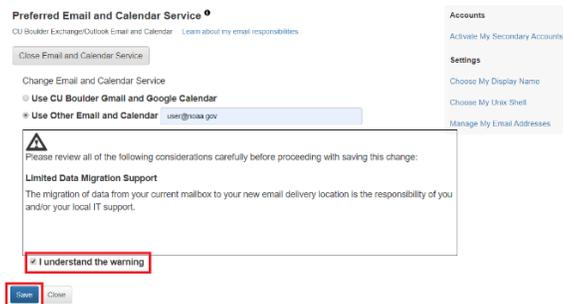 Preferred Email and Calendar Service
CU Boulder Exchange/Outlook Email and Calendar Learn about my email responsibilities
Close Email and Calendar Service
Change Email and Calendar Service
Use CU Boulder Gmail and Google Calendar
Use Other Email and Calendar user@noaa.gov
Please review all of the following considerations carefully before proceeding with saving this change:
Limited Data Migration Support
The migration of data from your current mailbox to your new email delivery location is the responsibility of you
and/or your local IT support.
I understand the warning
Save Close
Accounts
Activate My Secondary Accounts
Settings
Choose My Display Name
Choose My Unix Shell
Manage My Email Addresses